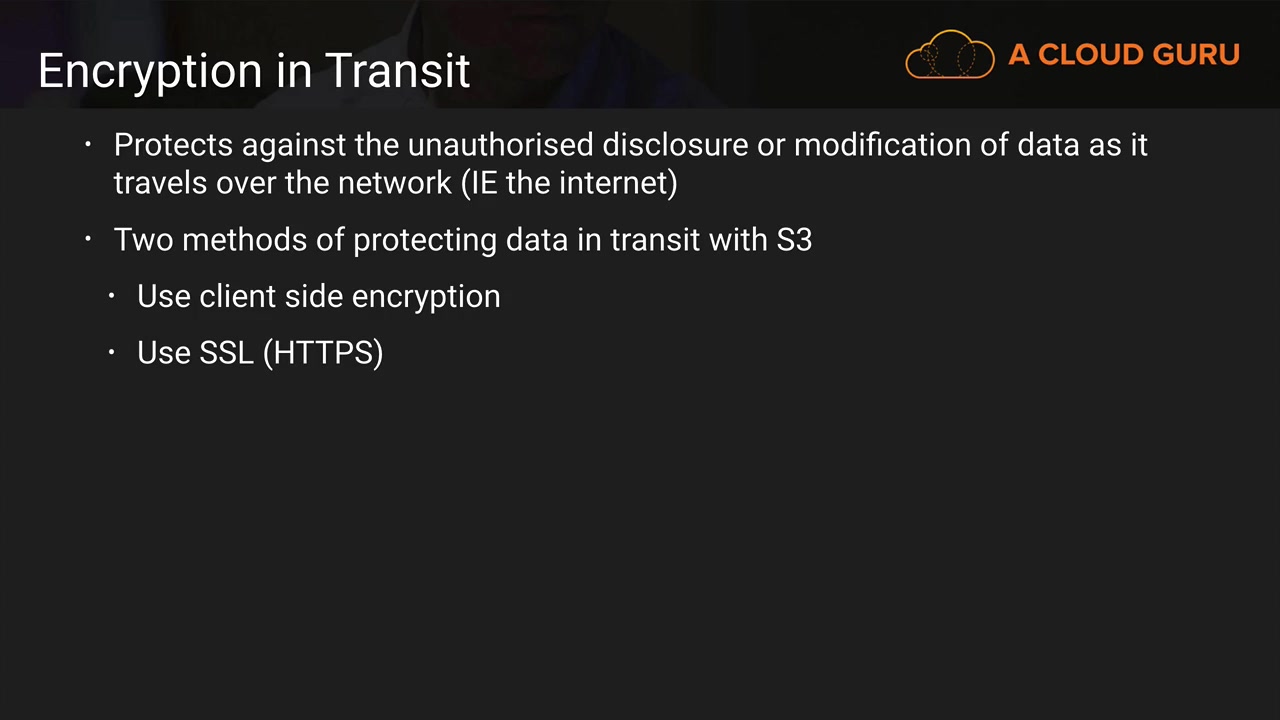 Encryption in Transit
A CLOUD GURU
· Protects against the unauthorised disclosure or modification of data as it
travels over the network (IE the internet)
· Two methods of protecting data in transit with S3
· Use client side encryption
· Use SSL (HTTPS)